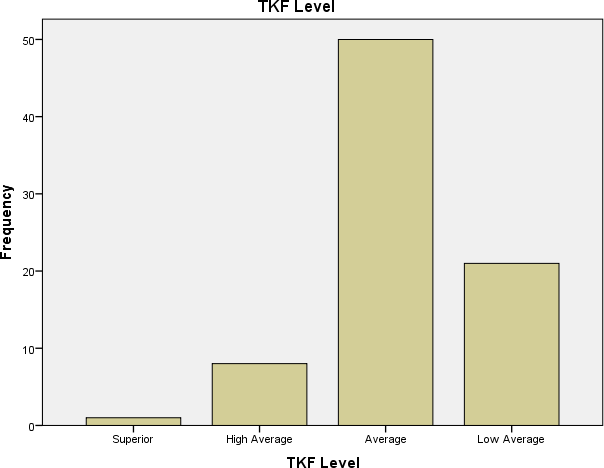 TKF Level
Frequency
50
40
30
20
10
0
Superior
High Average
Average
Low Average
TKF Level